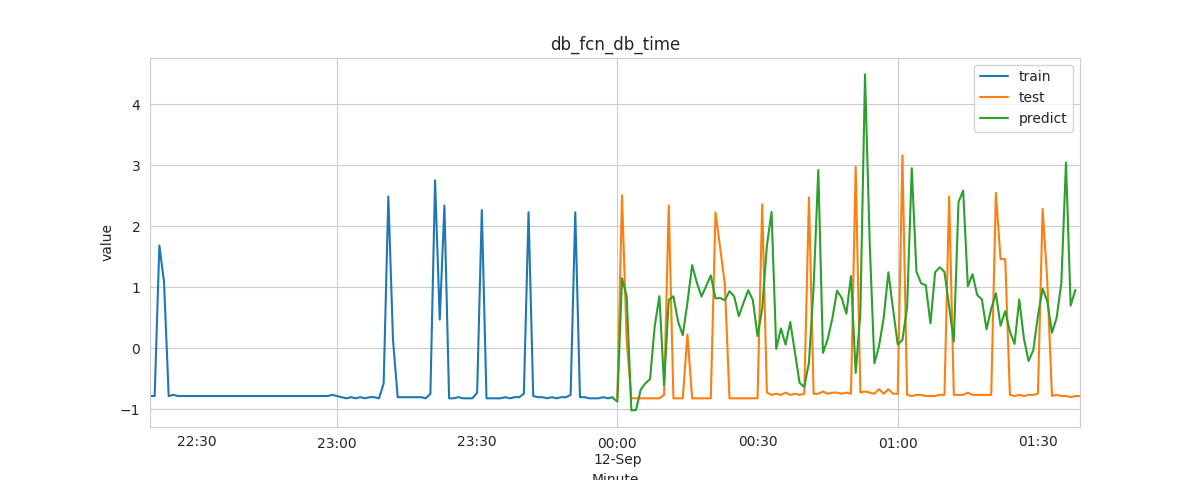 db_fcn_db_time
train
test
predict
value
4
3
2
1
0
−1
22:30 23:00 23:30 00:00 00:30 01:00 01:30
12-Sep
Minute